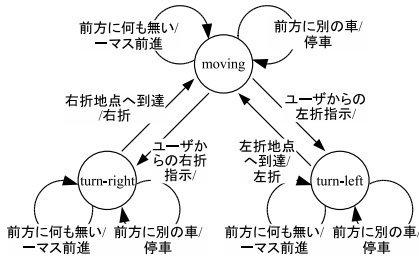 前方に何も無い/
一マス前進
前方に別の車/
停車
moving
右折地点へ到達
/右折
ユーザからの
左折指示/
ユーザか
らの右折
指示/
左折地点
へ到達/
左折
turn-right
turn-left
前方に何も無い/
一マス前進
前方に別の車/
停車
前方に何も無い/
一マス前進
前方に別の車/
停車